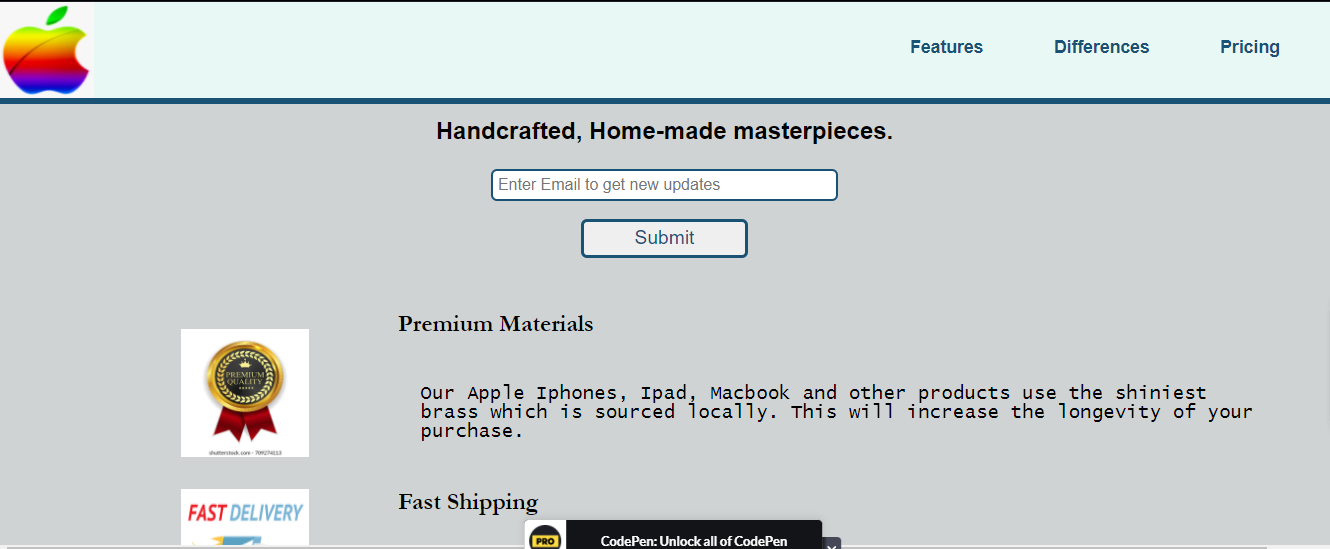 Features
Differences
Pricing
Handcrafted, Home-made masterpieces.
Enter Email to get new updates
Submit
Premium Materials
PREMIUM
QUALITY
Our Apple Iphones, Ipad, Macbook and other products use the shiniest
brass which is sourced locally. This will increase the longevity of your
purchase.
shutterstock.com · 709274113
Fast Shipping
FAST DELIVERY
PRO
CodePen: Unlock all of CodePen